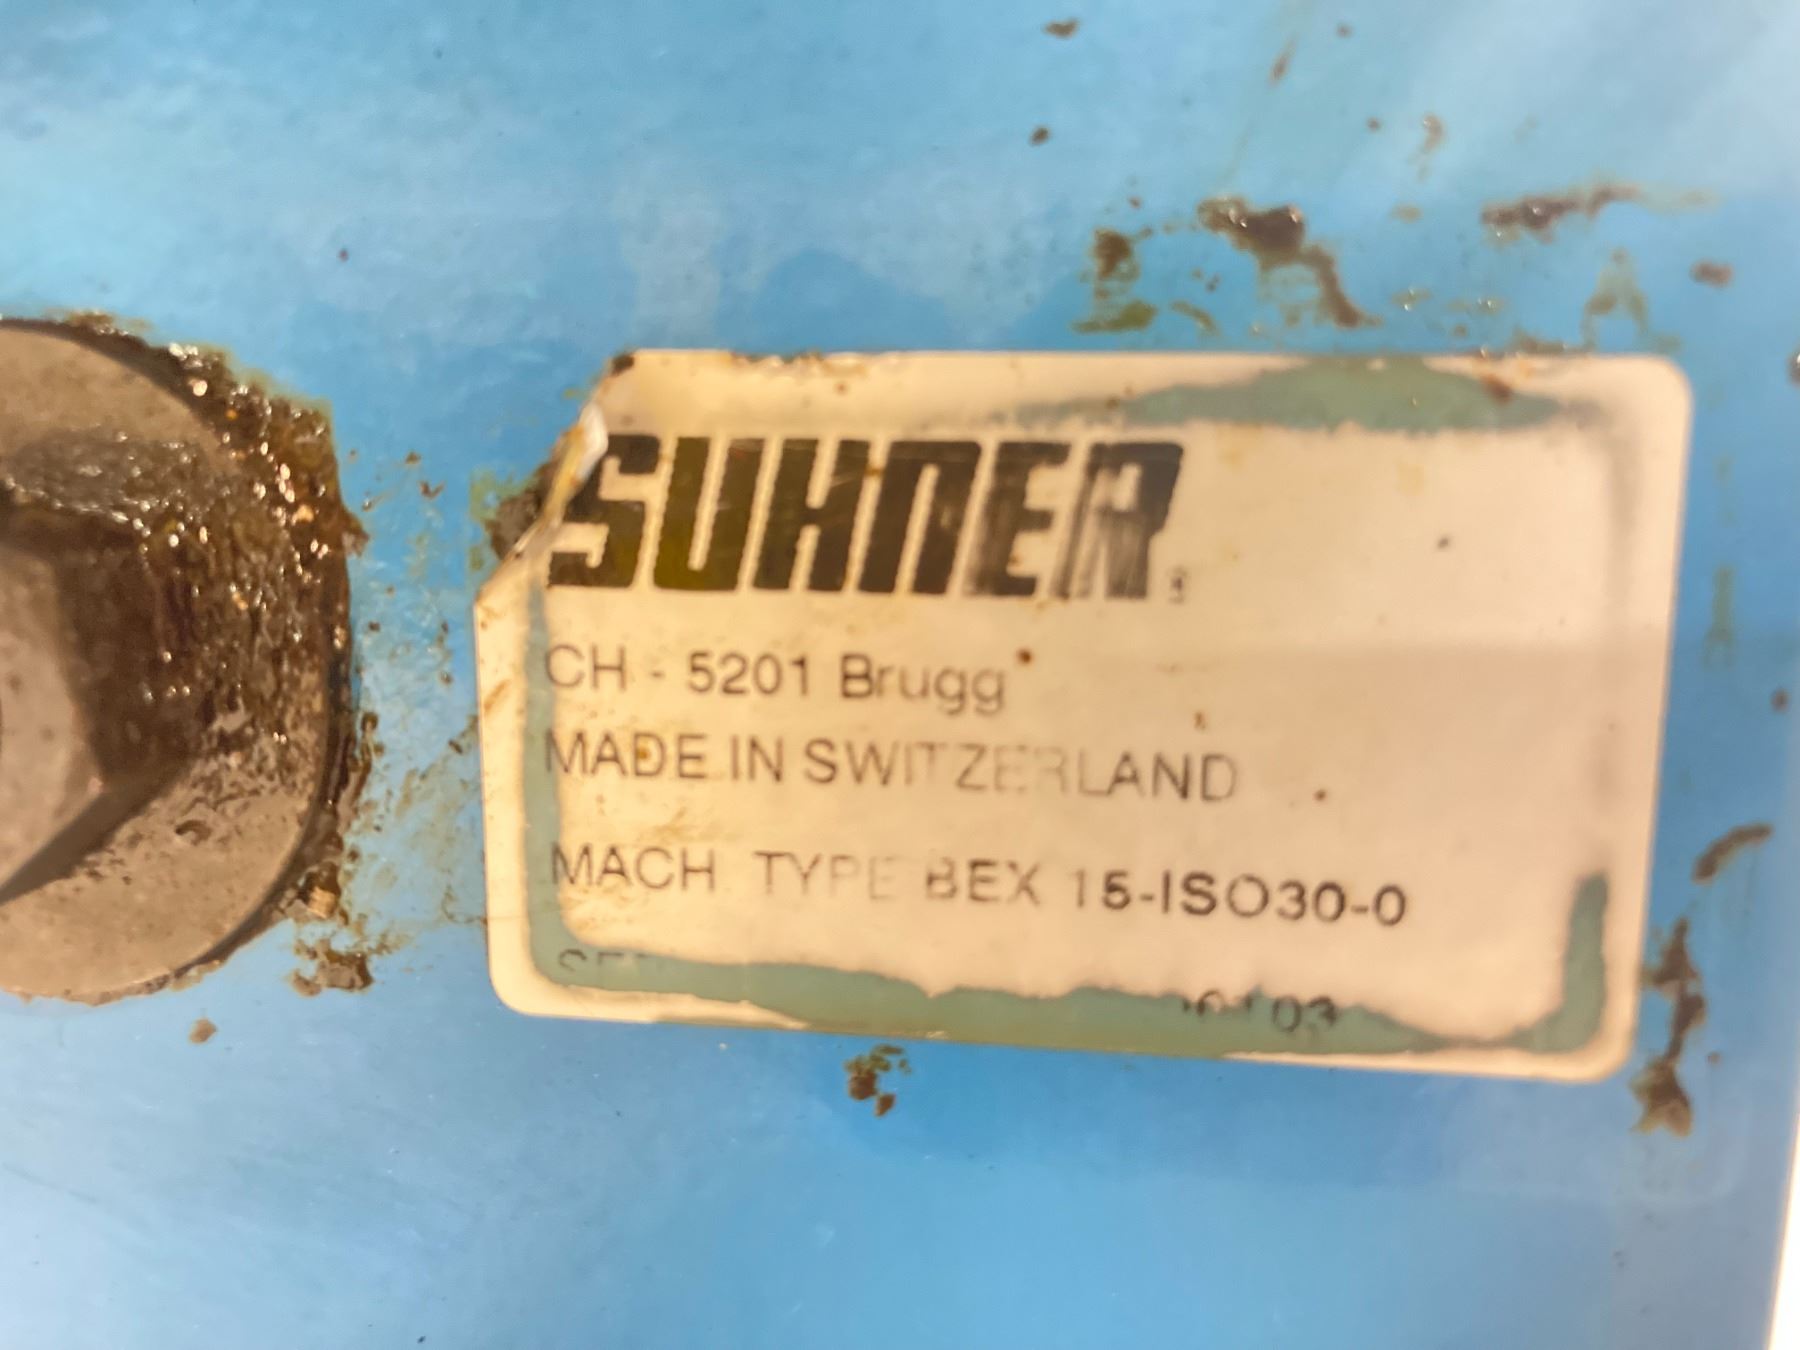 SUHNER
CH - 5201 Brugg
MADE IN SWITZERLAND
MACH. TYPE BEX 15-ISO30-0